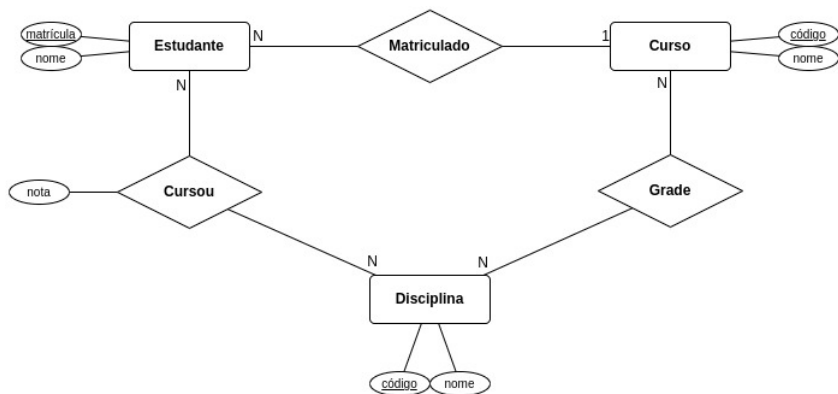 matrícula
nome
Estudante
N
Matriculado
1
Curso
código
nome
N
N
nota
Cursou
Grade
N
N
Disciplina
código
nome